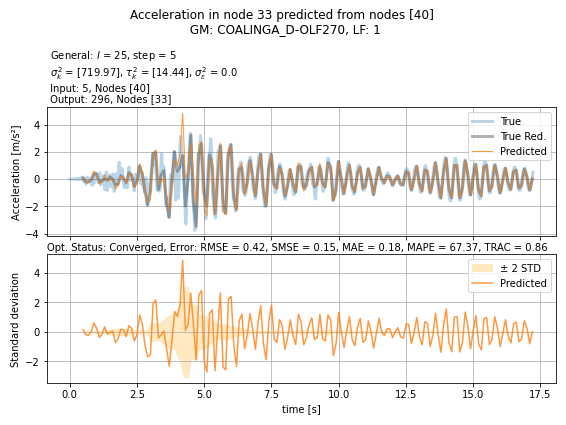 Acceleration in node 33 predicted from nodes [40]
GM: COALINGA_D-OLF270, LF: 1
General: l = 25, step = 5
σ²ₖ = [719.97], τ²ₖ = [14.44], σ²ε = 0.0
Input: 5, Nodes [40]
Output: 296, Nodes [33]
Acceleration [m/s²]
4
2
0
−2
−4
True
True Red.
Predicted
Opt. Status: Converged, Error: RMSE = 0.42, SMSE = 0.15, MAE = 0.18, MAPE = 67.37, TRAC = 0.86
Standard deviation
4
2
0
−2
± 2 STD
Predicted
0.0 2.5 5.0 7.5 10.0 12.5 15.0 17.5
time [s]